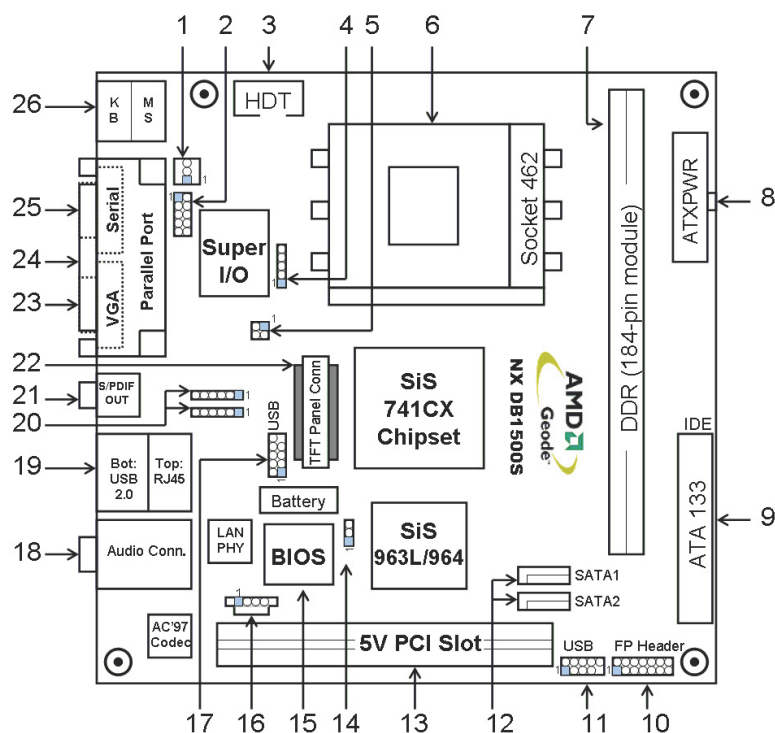 1 2 3 4 5 6 7
26
K B
M S
HDT
1
1
25
Serial
Parallel Port
Super I/O
1
Socket 462
DDR (184-pin module)
ATXPWR
8
24
23
VGA
1
22
21
S/PDIF OUT
20
1
USB
TFT Panel Conn
SiS
741CX
Chipset
AMD
Geode™
NX DB1500S
IDE
19
Bot:
USB
2.0
Top:
RJ45
1
Battery
ATA 133
9
18
Audio Conn.
LAN
PHY
BIOS
1
SiS
963L/964
SATA1
SATA2
1
AC'97
Codec
5V PCI Slot
USB
FP Header
1
1
17 16 15 14 13 12 11 10